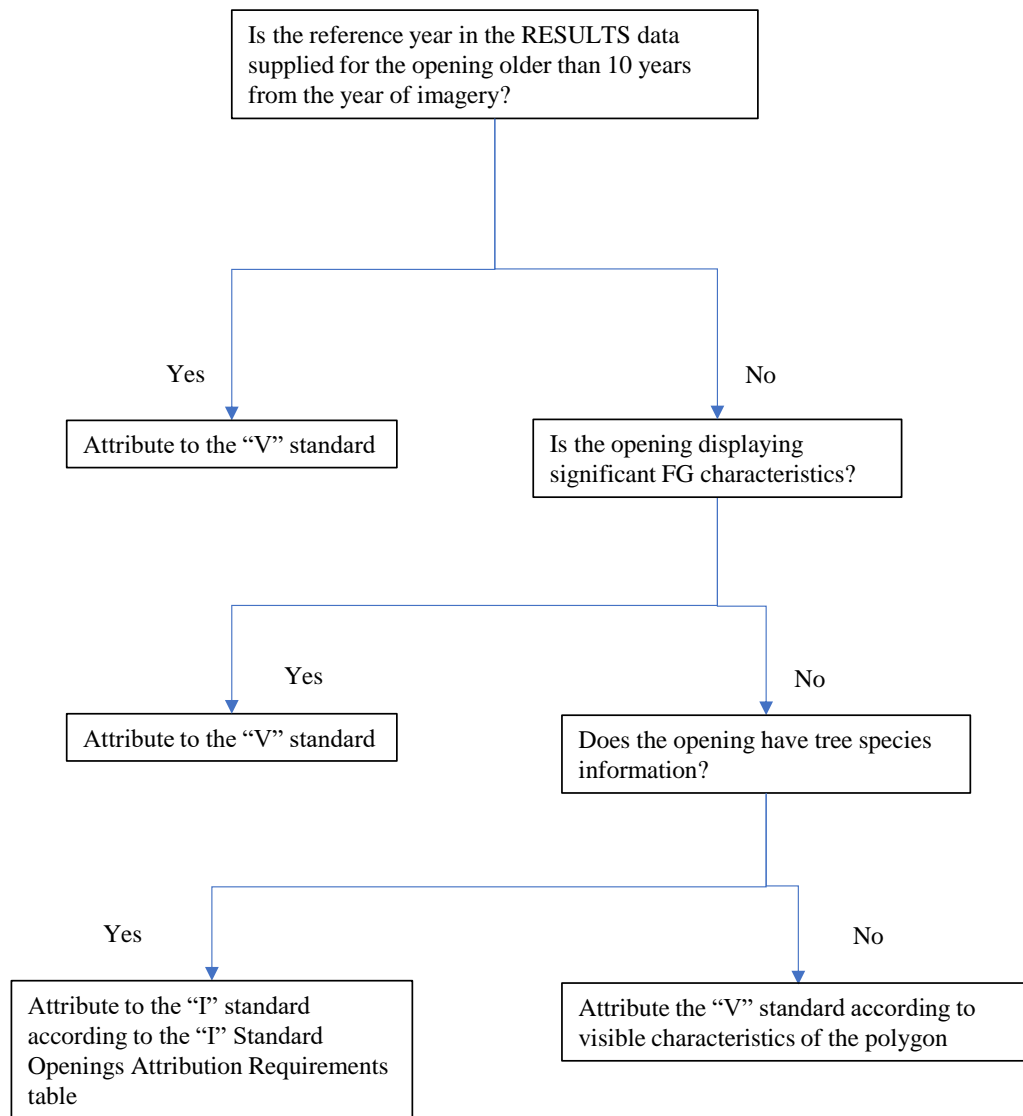 Is the reference year in the RESULTS data
supplied for the opening older than 10 years
from the year of imagery?
Yes
No
Attribute to the “V” standard
Is the opening displaying
significant FG characteristics?
Yes
No
Attribute to the “V” standard
Does the opening have tree species
information?
Yes
No
Attribute to the “I” standard
according to the “I” Standard
Openings Attribution Requirements
table
Attribute the “V” standard according to
visible characteristics of the polygon